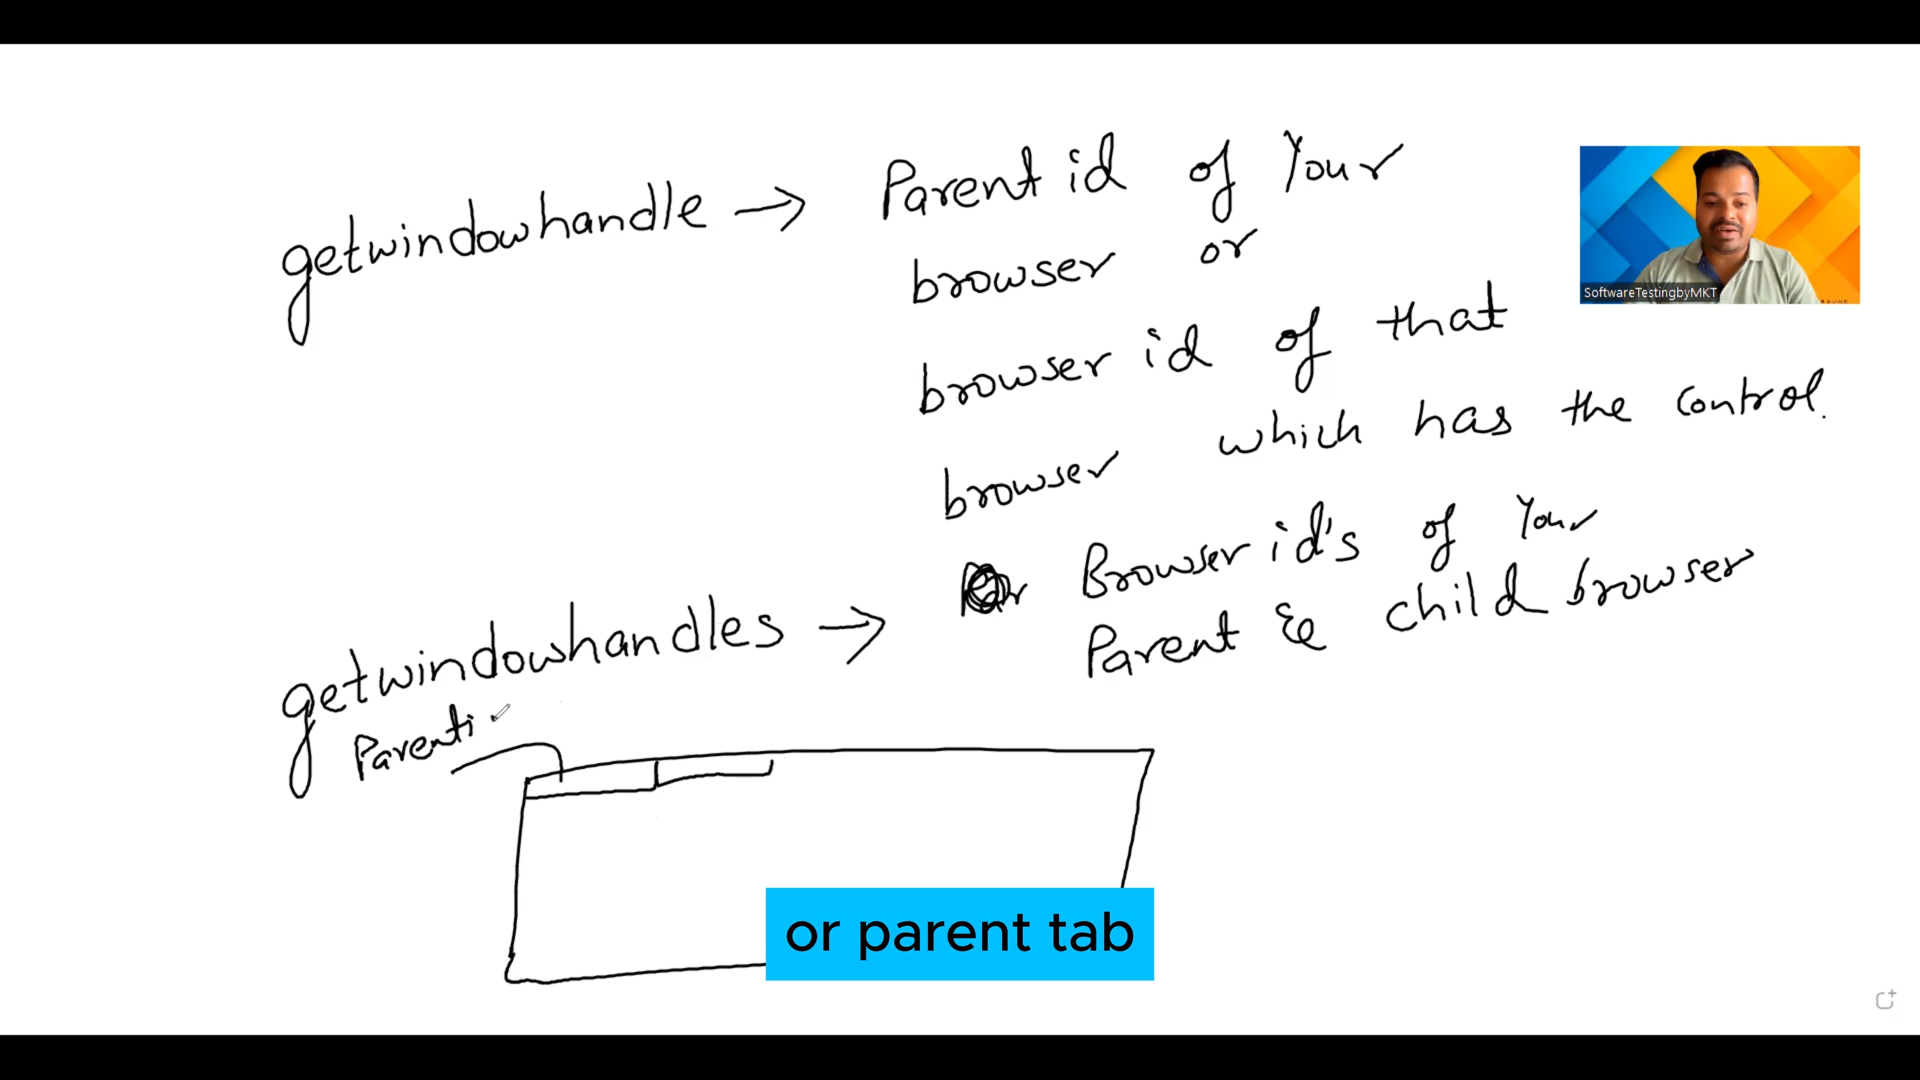 getwindowhandle → Parent id of Your
browser or
browser id of that
browser which has the control.
getwindowhandles → Browser id's of Your
Parent & child browser
Parenti
or parent tab
SoftwareTestingbyMKT